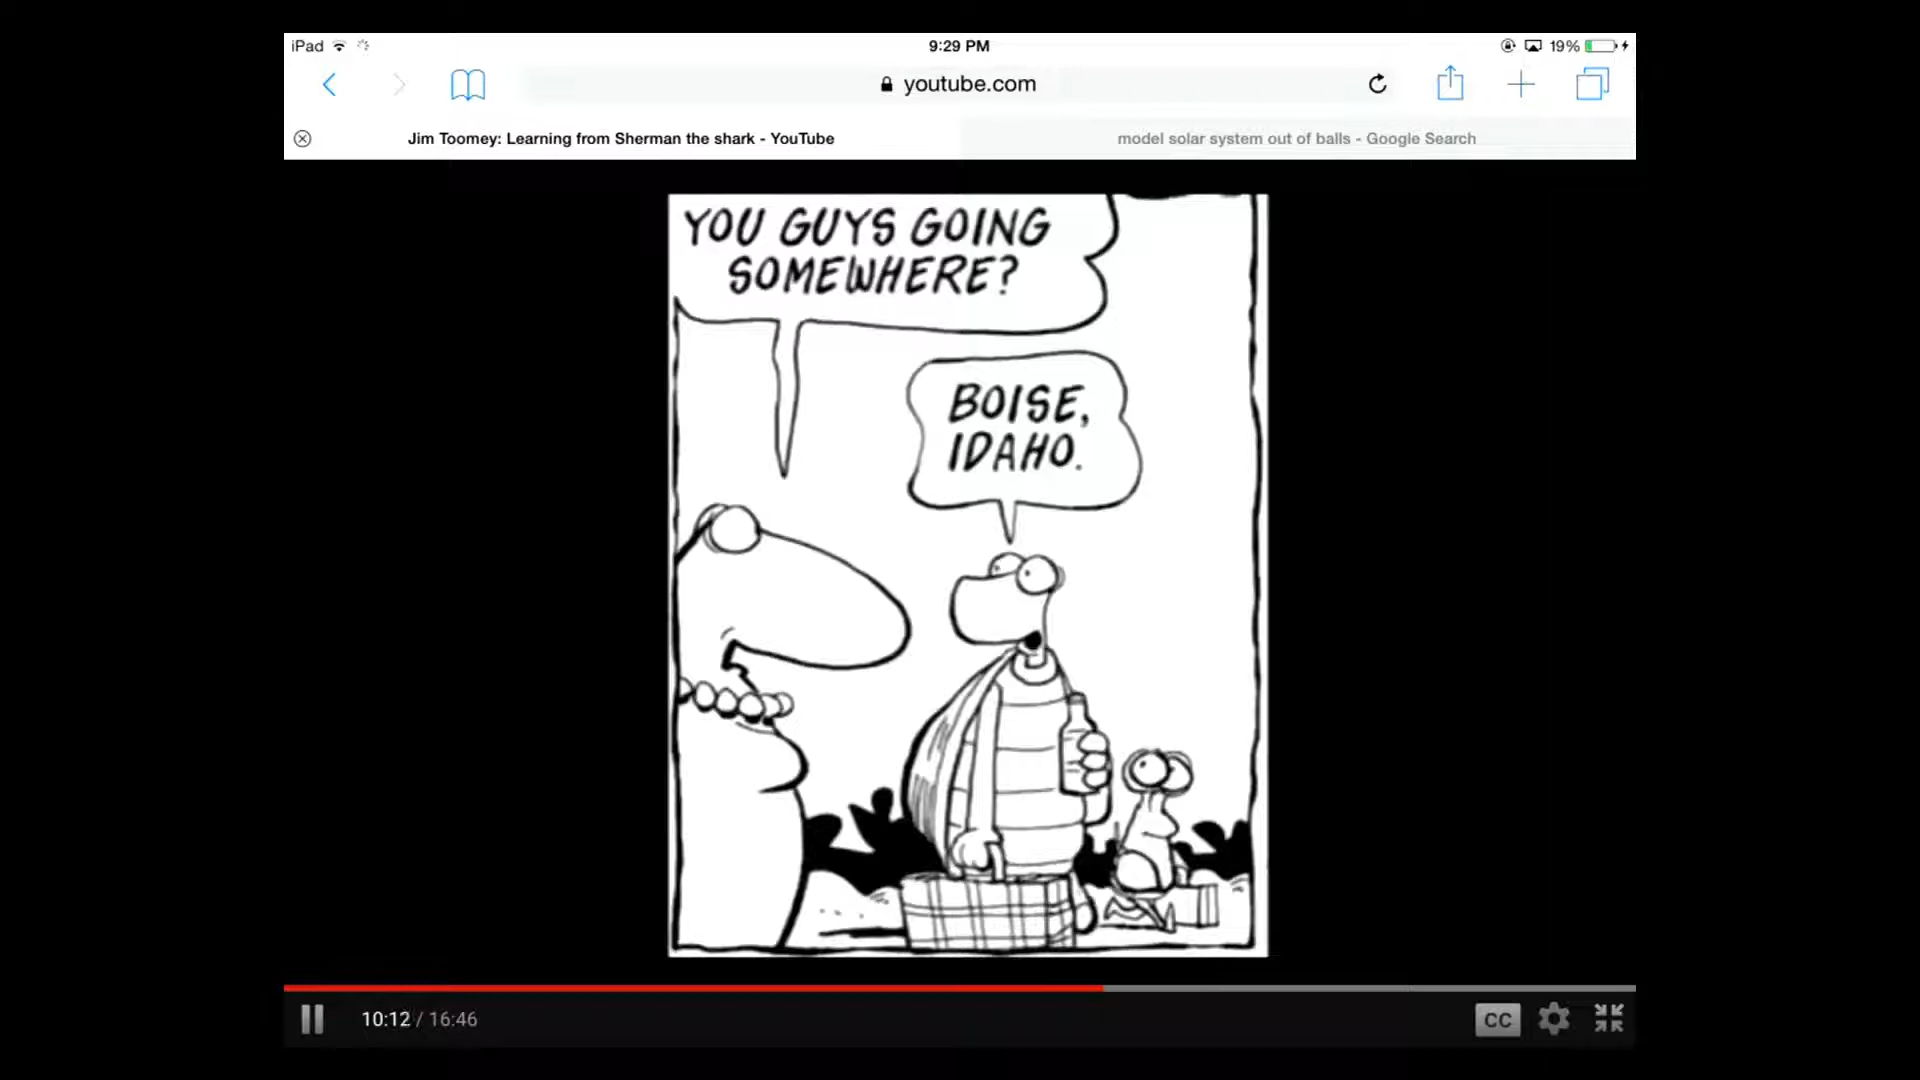 iPad
9:29 PM
19%
youtube.com
Jim Toomey: Learning from Sherman the shark - YouTube
model solar system out of balls - Google Search
YOU GUYS GOING
SOMEWHERE?
BOISE,
IDAHO.
10:12 / 16:46
CC